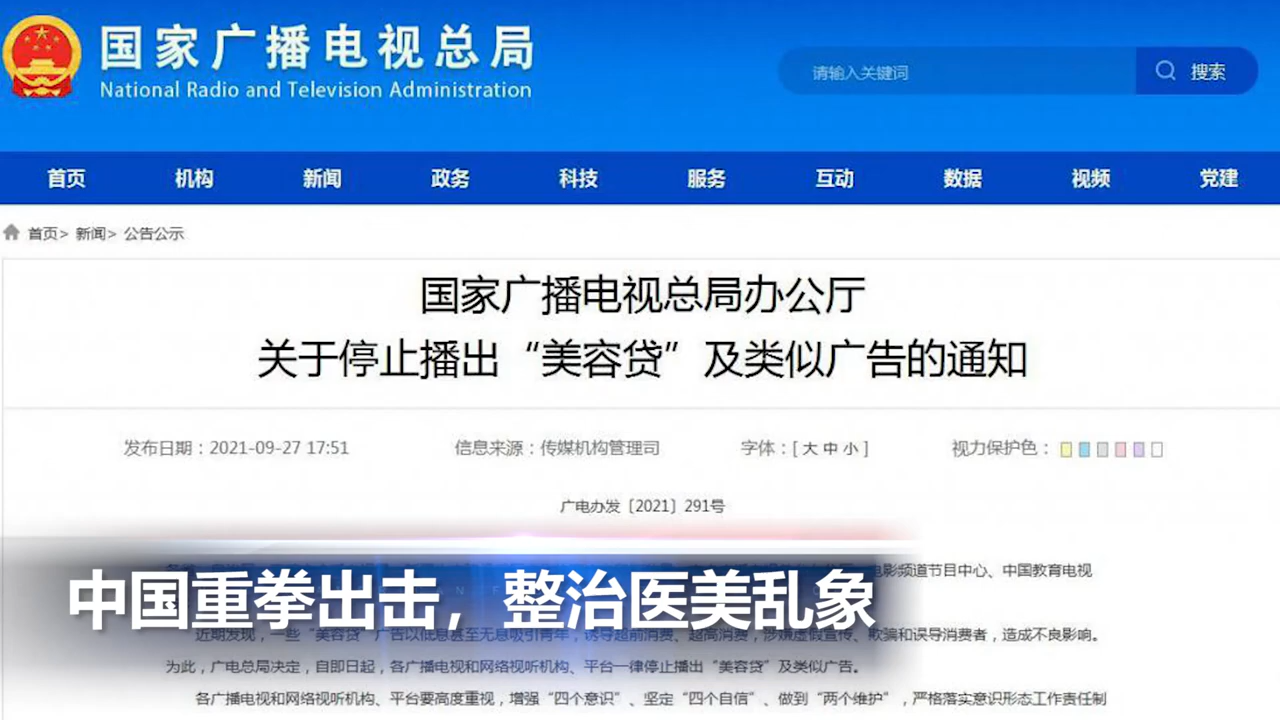 国家广播电视总局
National Radio and Television Administration
请输入关键词
搜索
首页 机构 新闻 政务 科技 服务 互动 数据 视频 党建
首页> 新闻> 公告公示
国家广播电视总局办公厅
关于停止播出“美容贷”及类似广告的通知
发布日期：2021-09-27 17:51 信息来源：传媒机构管理司 字体：[ 大 中 小 ] 视力保护色：
广电办发〔2021〕291号
电影频道节目中心、中国教育电视
中国重拳出击，整治医美乱象
近期发现，一些“美容贷”广告以低息甚至无息吸引青年，诱导超前消费、超高消费，涉嫌虚假宣传、欺骗和误导消费者，造成不良影响。
为此，广电总局决定，自即日起，各广播电视和网络视听机构、平台一律停止播出“美容贷”及类似广告。
各广播电视和网络视听机构、平台要高度重视，增强“四个意识”、坚定“四个自信”、做到“两个维护”，严格落实意识形态工作责任制